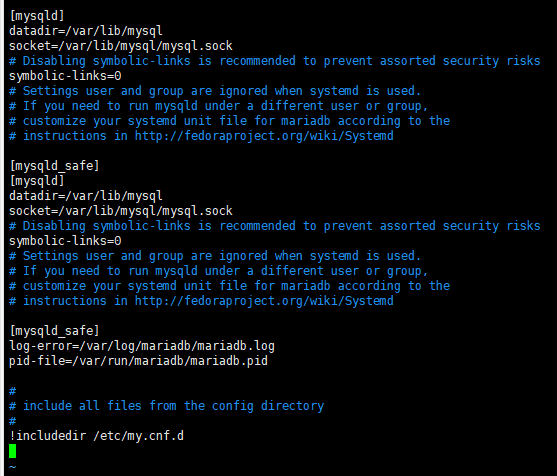 [mysqld]
datadir=/var/lib/mysql
socket=/var/lib/mysql/mysql.sock
# Disabling symbolic-links is recommended to prevent assorted security risks
symbolic-links=0
# Settings user and group are ignored when systemd is used.
# If you need to run mysqld under a different user or group,
# customize your systemd unit file for mariadb according to the
# instructions in http://fedoraproject.org/wiki/Systemd

[mysqld_safe]
[mysqld]
datadir=/var/lib/mysql
socket=/var/lib/mysql/mysql.sock
# Disabling symbolic-links is recommended to prevent assorted security risks
symbolic-links=0
# Settings user and group are ignored when systemd is used.
# If you need to run mysqld under a different user or group,
# customize your systemd unit file for mariadb according to the
# instructions in http://fedoraproject.org/wiki/Systemd

[mysqld_safe]
log-error=/var/log/mariadb/mariadb.log
pid-file=/var/run/mariadb/mariadb.pid

#
# include all files from the config directory
#
!includedir /etc/my.cnf.d

~